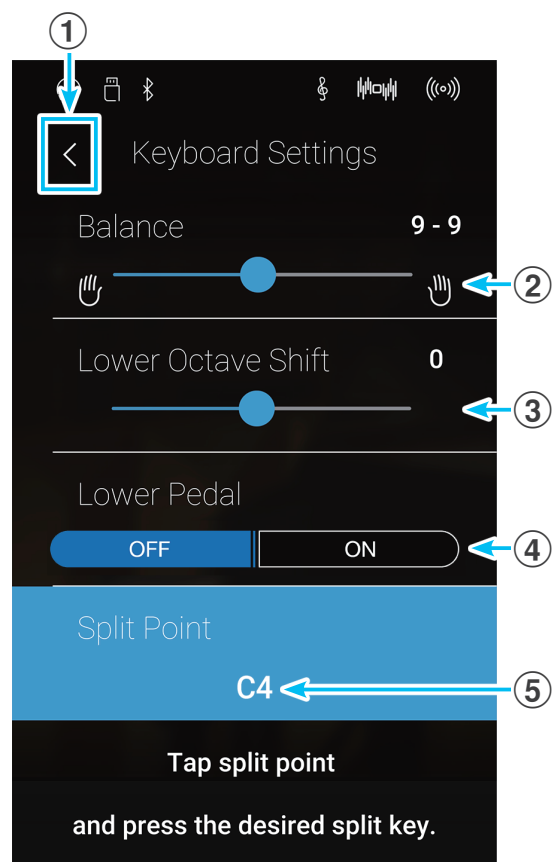 ①
Keyboard Settings
Balance 9 - 9
②
Lower Octave Shift 0
③
Lower Pedal
OFF ON
④
Split Point
C4
⑤
Tap split point
and press the desired split key.